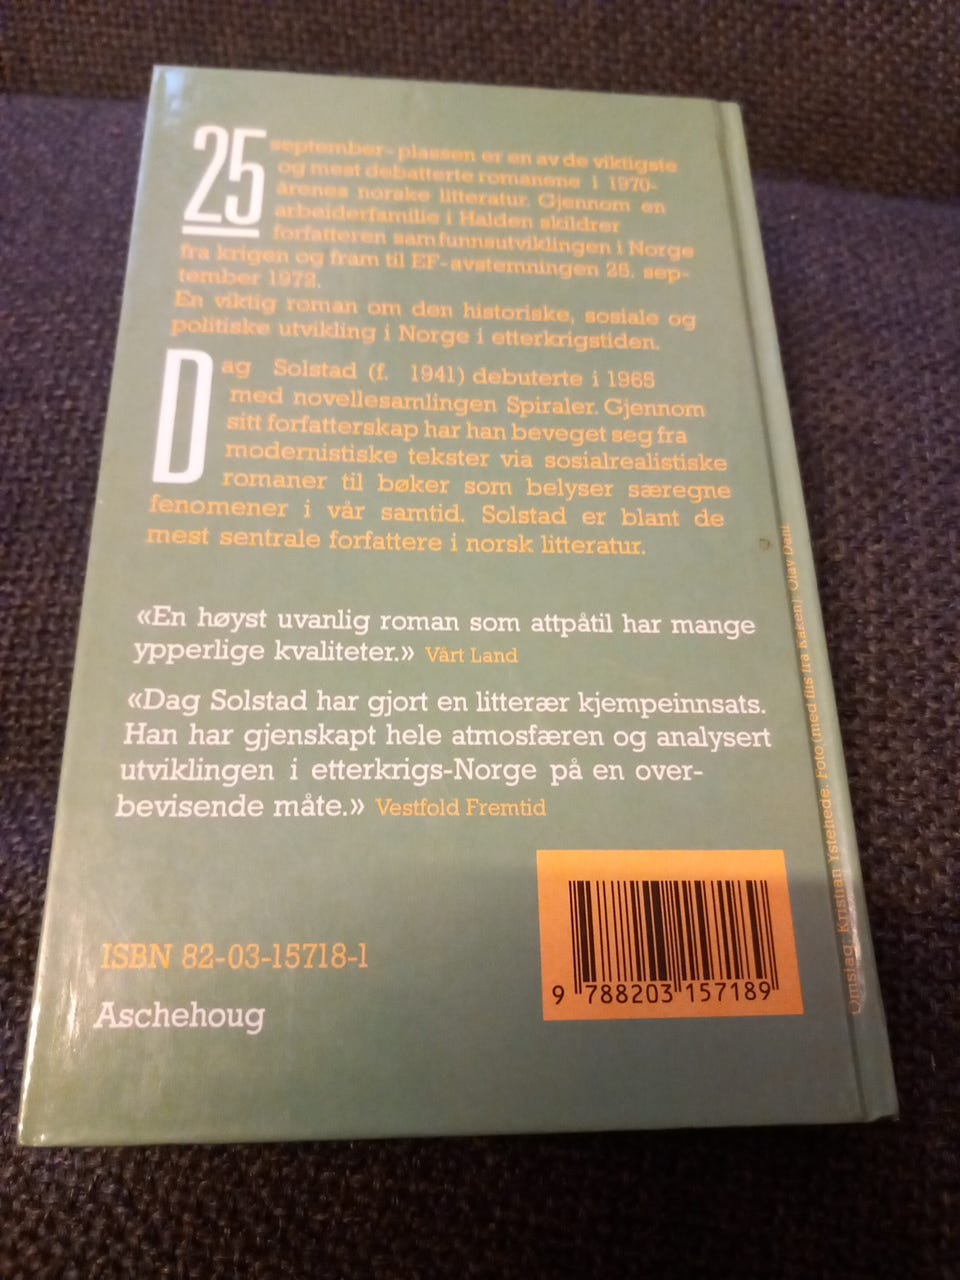 25 september-plassen er en av de viktigste
og mest debatterte romanene i 1970-
årenes norske litteratur. Gjennom en
arbeiderfamilie i Halden skildrer
forfatteren samfunnsutviklingen i Norge
fra krigen og fram til EF-avstemningen 25. sep-
tember 1972.
En viktig roman om den historiske, sosiale og
politiske utvikling i Norge i etterkrigstiden.
Dag Solstad (f. 1941) debuterte i 1965
med novellesamlingen Spiraler. Gjennom
sitt forfatterskap har han beveget seg fra
modernistiske tekster via sosialrealistiske
romaner til bøker som belyser særegne
fenomener i vår samtid. Solstad er blant de
mest sentrale forfattere i norsk litteratur.
«En høyst uvanlig roman som attpåtil har mange
ypperlige kvaliteter.» Vårt Land
«Dag Solstad har gjort en litterær kjempeinnsats.
Han har gjenskapt hele atmosfæren og analysert
utviklingen i etterkrigs-Norge på en over-
bevisende måte.» Vestfold Fremtid
ISBN 82-03-15718-1
Aschehoug
9 788203 157189
Omslag: Kristian Ystehede. Foto (med flis fra Kaken) Olav Dahl